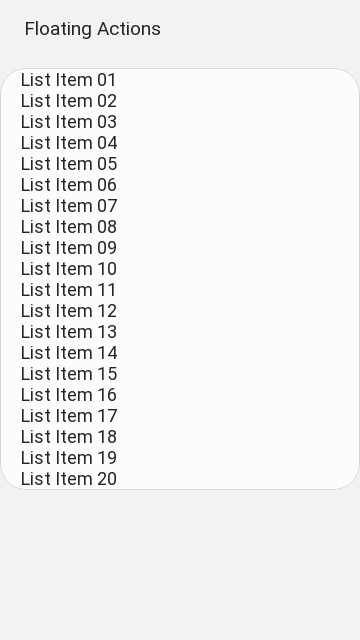 Floating Actions
List Item 01
List Item 02
List Item 03
List Item 04
List Item 05
List Item 06
List Item 07
List Item 08
List Item 09
List Item 10
List Item 11
List Item 12
List Item 13
List Item 14
List Item 15
List Item 16
List Item 17
List Item 18
List Item 19
List Item 20